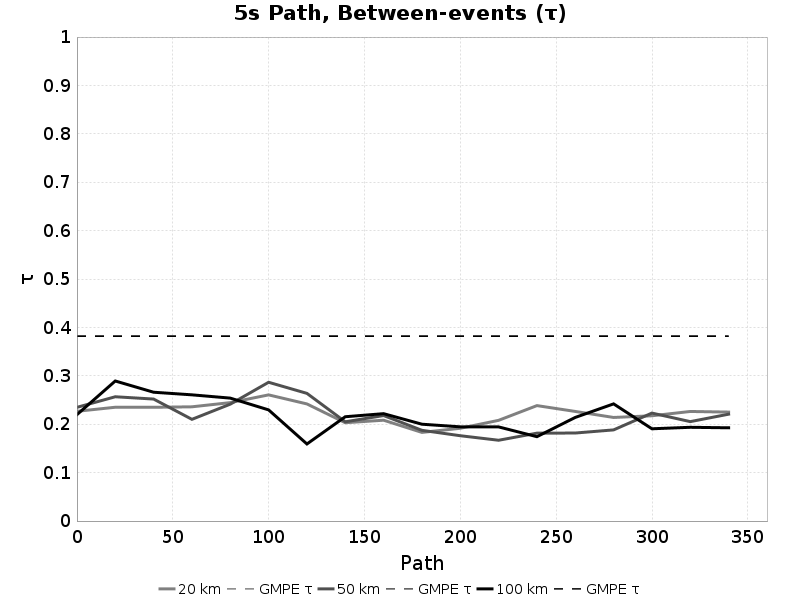 5s Path, Between-events (τ)
1
0.9
0.8
0.7
0.6
0.5
0.4
0.3
0.2
0.1
0
τ
0 50 100 150 200 250 300 350
Path
20 km GMPE τ 50 km GMPE τ 100 km GMPE τ